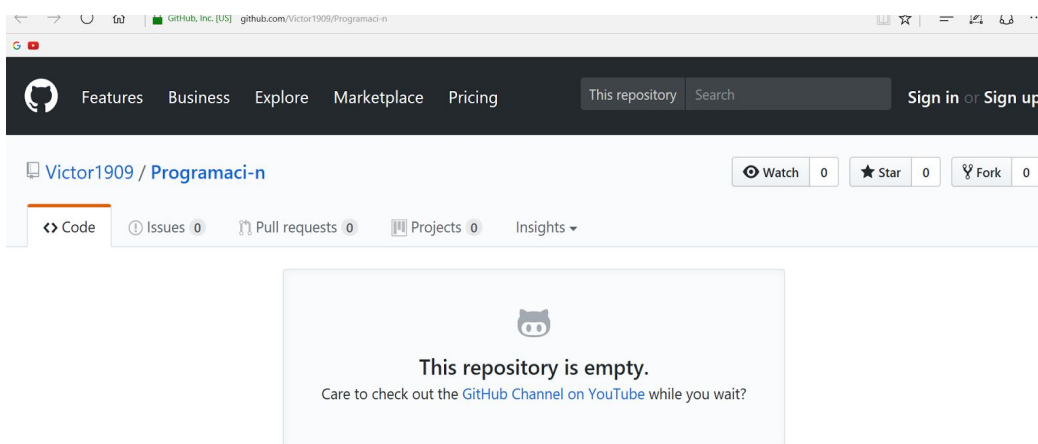 GitHub, Inc. [US] github.com/Victor1909/Programaci-n
Features Business Explore Marketplace Pricing This repository Search Sign in or Sign up
Victor1909 / Programaci-n Watch 0 Star 0 Fork 0
Code Issues 0 Pull requests 0 Projects 0 Insights
This repository is empty.
Care to check out the GitHub Channel on YouTube while you wait?